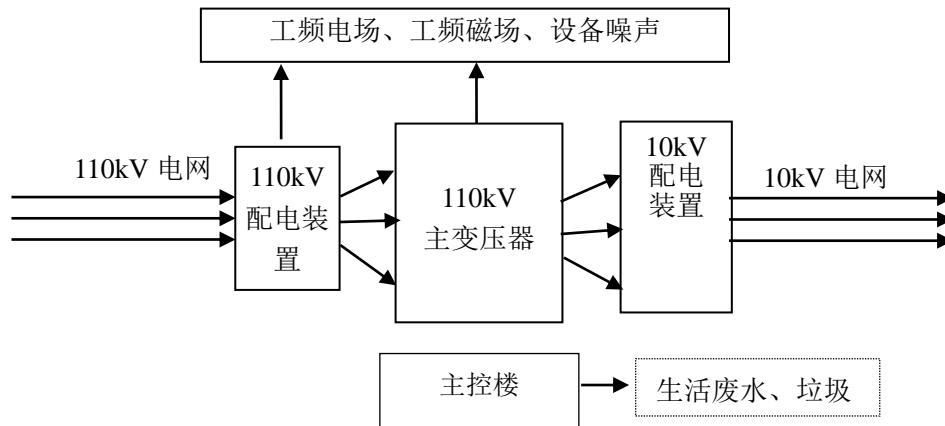 工频电场、工频磁场、设备噪声
110kV 电网
110kV
配电装
置
110kV
主变压器
10kV
配电
装置
10kV 电网
主控楼
生活废水、垃圾